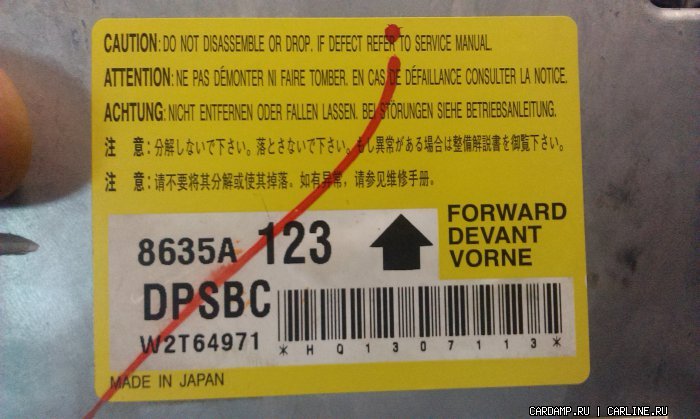 CAUTION: DO NOT DISASSEMBLE OR DROP. IF DEFECT REFER TO SERVICE MANUAL.
ATTENTION: NE PAS DÉMONTER NI FAIRE TOMBER. EN CAS DE DÉFAILLANCE CONSULTER LA NOTICE.
ACHTUNG: NICHT ENTFERNEN ODER FALLEN LASSEN. BEI STÖRUNGEN SIEHE BETRIEBSANLEITUNG.
注 意:分解しないで下さい。落とさないで下さい。もし異常がある場合は整備解説書を御覧下さい。
注 意:请不要将其分解或使其掉落。如有异常，请参见维修手册。
8635A 123
FORWARD
DEVANT
VORNE
DPSBC
W2T64971
*HQ1307113*
MADE IN JAPAN
CARDAMP.RU | CARLINE.RU